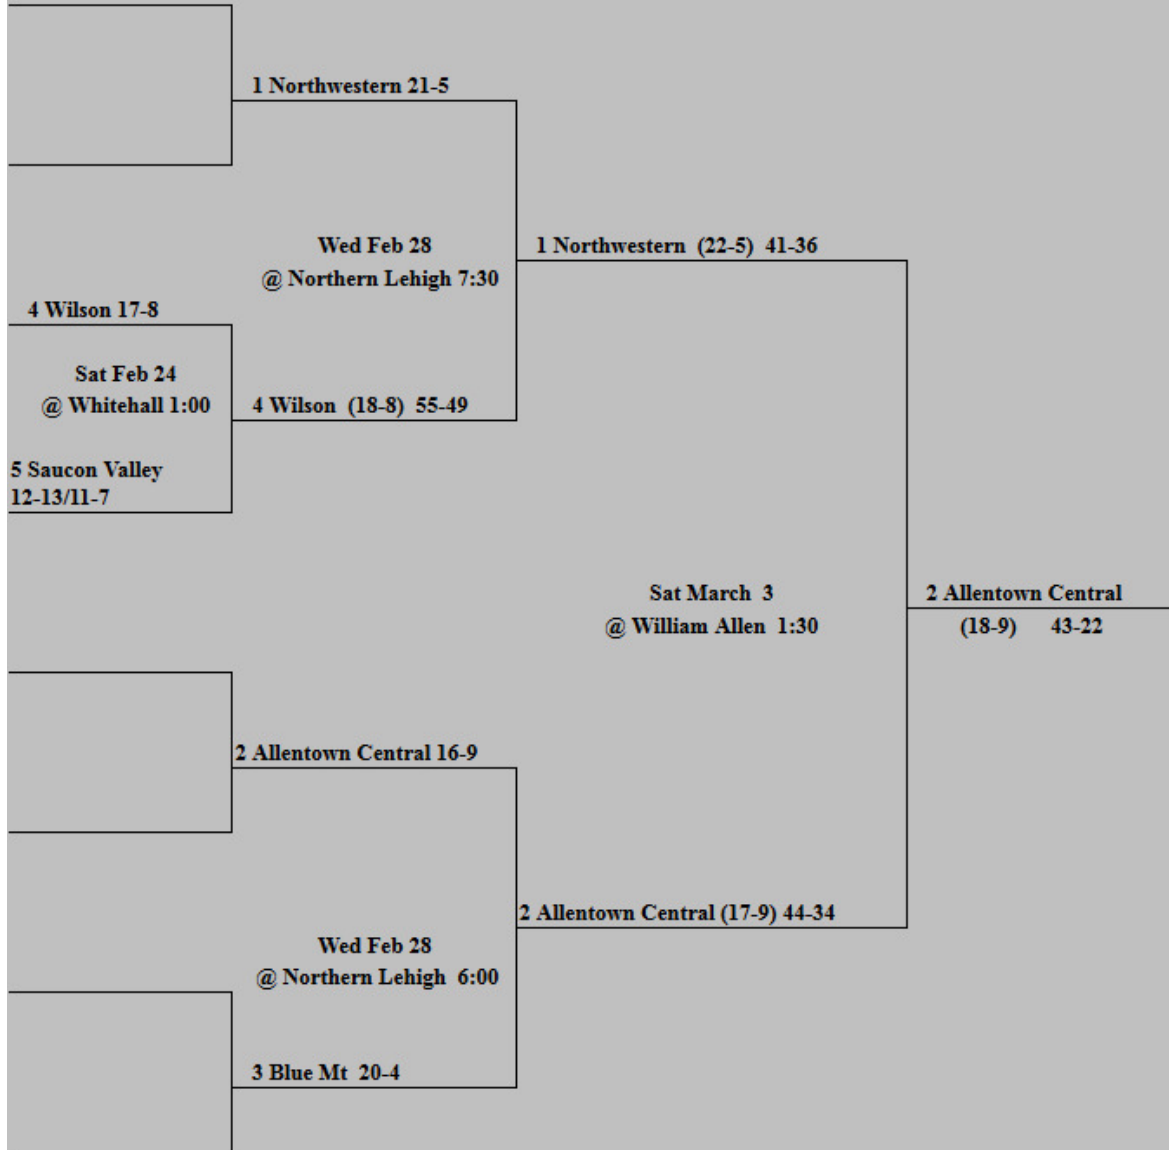 1 Northwestern 21-5
Wed Feb 28
@ Northern Lehigh 7:30
1 Northwestern (22-5) 41-36
4 Wilson 17-8
Sat Feb 24
@ Whitehall 1:00
4 Wilson (18-8) 55-49
5 Saucon Valley
12-13/11-7
Sat March 3
@ William Allen 1:30
2 Allentown Central
(18-9) 43-22
2 Allentown Central 16-9
2 Allentown Central (17-9) 44-34
Wed Feb 28
@ Northern Lehigh 6:00
3 Blue Mt 20-4